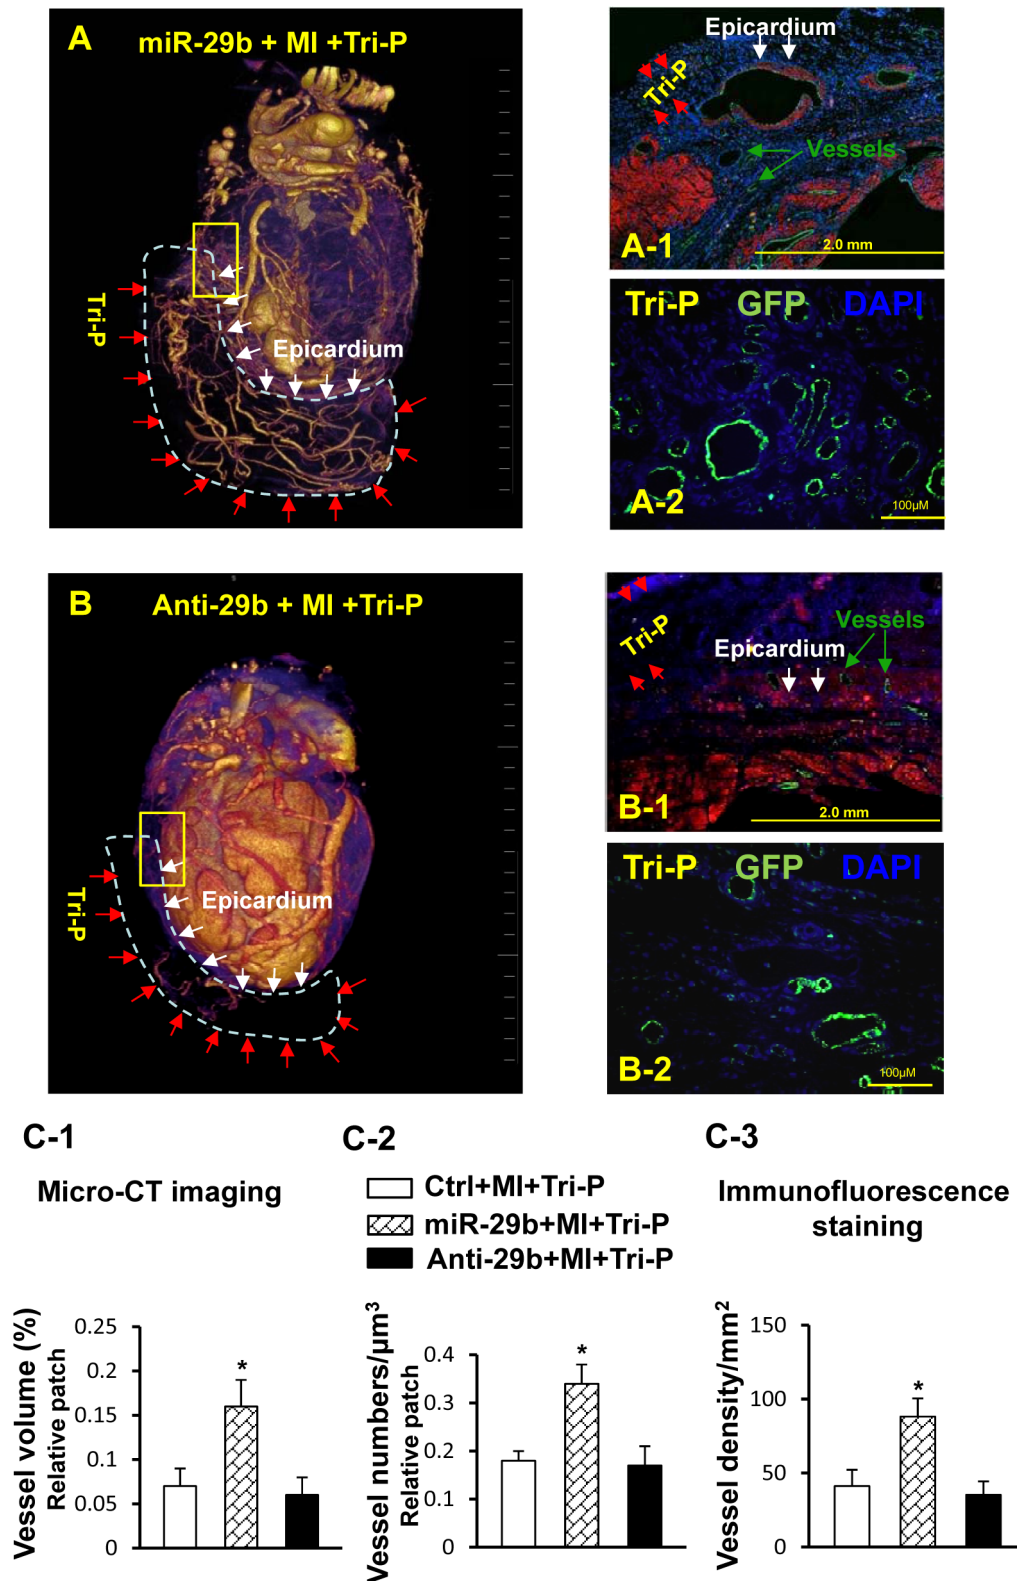 A
miR-29b + MI +Tri-P
Tri-P
Epicardium
Epicardium
Tri-P
Vessels
A-1
2.0 mm
Tri-P GFP DAPI
A-2
100µM
B
Anti-29b + MI +Tri-P
Tri-P
Epicardium
Vessels
Tri-P
Epicardium
B-1
2.0 mm
Tri-P GFP DAPI
B-2
100µM
C-1
Micro-CT imaging
Vessel volume (%)
Relative patch
0.25
0.2
0.15
0.1
0.05
0
*
C-2
Ctrl+MI+Tri-P
miR-29b+MI+Tri-P
Anti-29b+MI+Tri-P
Vessel numbers/µm³
Relative patch
0.4
0.3
0.2
0.1
0
*
C-3
Immunofluorescence
staining
Vessel density/mm²
150
100
50
0
*